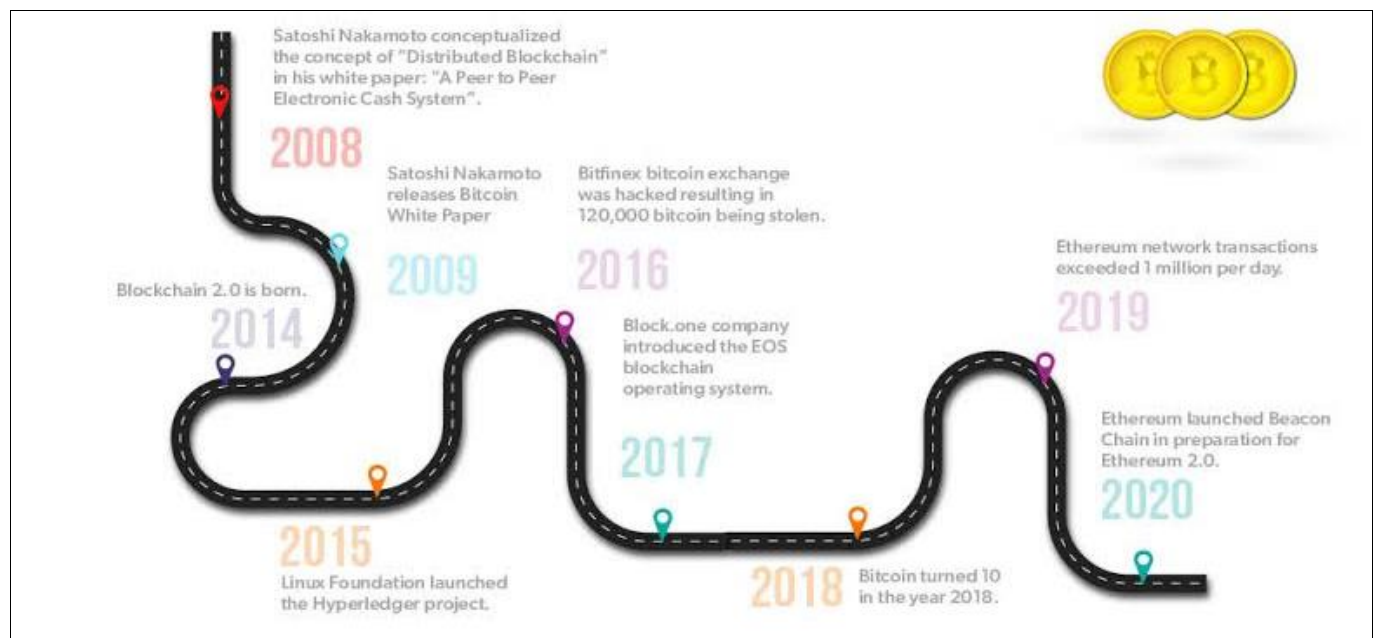 Satoshi Nakamoto conceptualized
the concept of "Distributed Blockchain"
in his white paper: "A Peer to Peer
Electronic Cash System".
2008
Satoshi Nakamoto
releases Bitcoin
White Paper
2009
Blockchain 2.0 is born.
2014
2015
Linux Foundation launched
the Hyperledger project.
Bitfinex bitcoin exchange
was hacked resulting in
120,000 bitcoin being stolen.
2016
Block.one company
introduced the EOS
blockchain
operating system.
2017
2018
Bitcoin turned 10
in the year 2018.
Ethereum network transactions
exceeded 1 million per day.
2019
Ethereum launched Beacon
Chain in preparation for
Ethereum 2.0.
2020